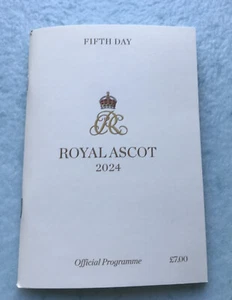 FIFTH DAY
ROYAL ASCOT
2024
Official Programme £7.00